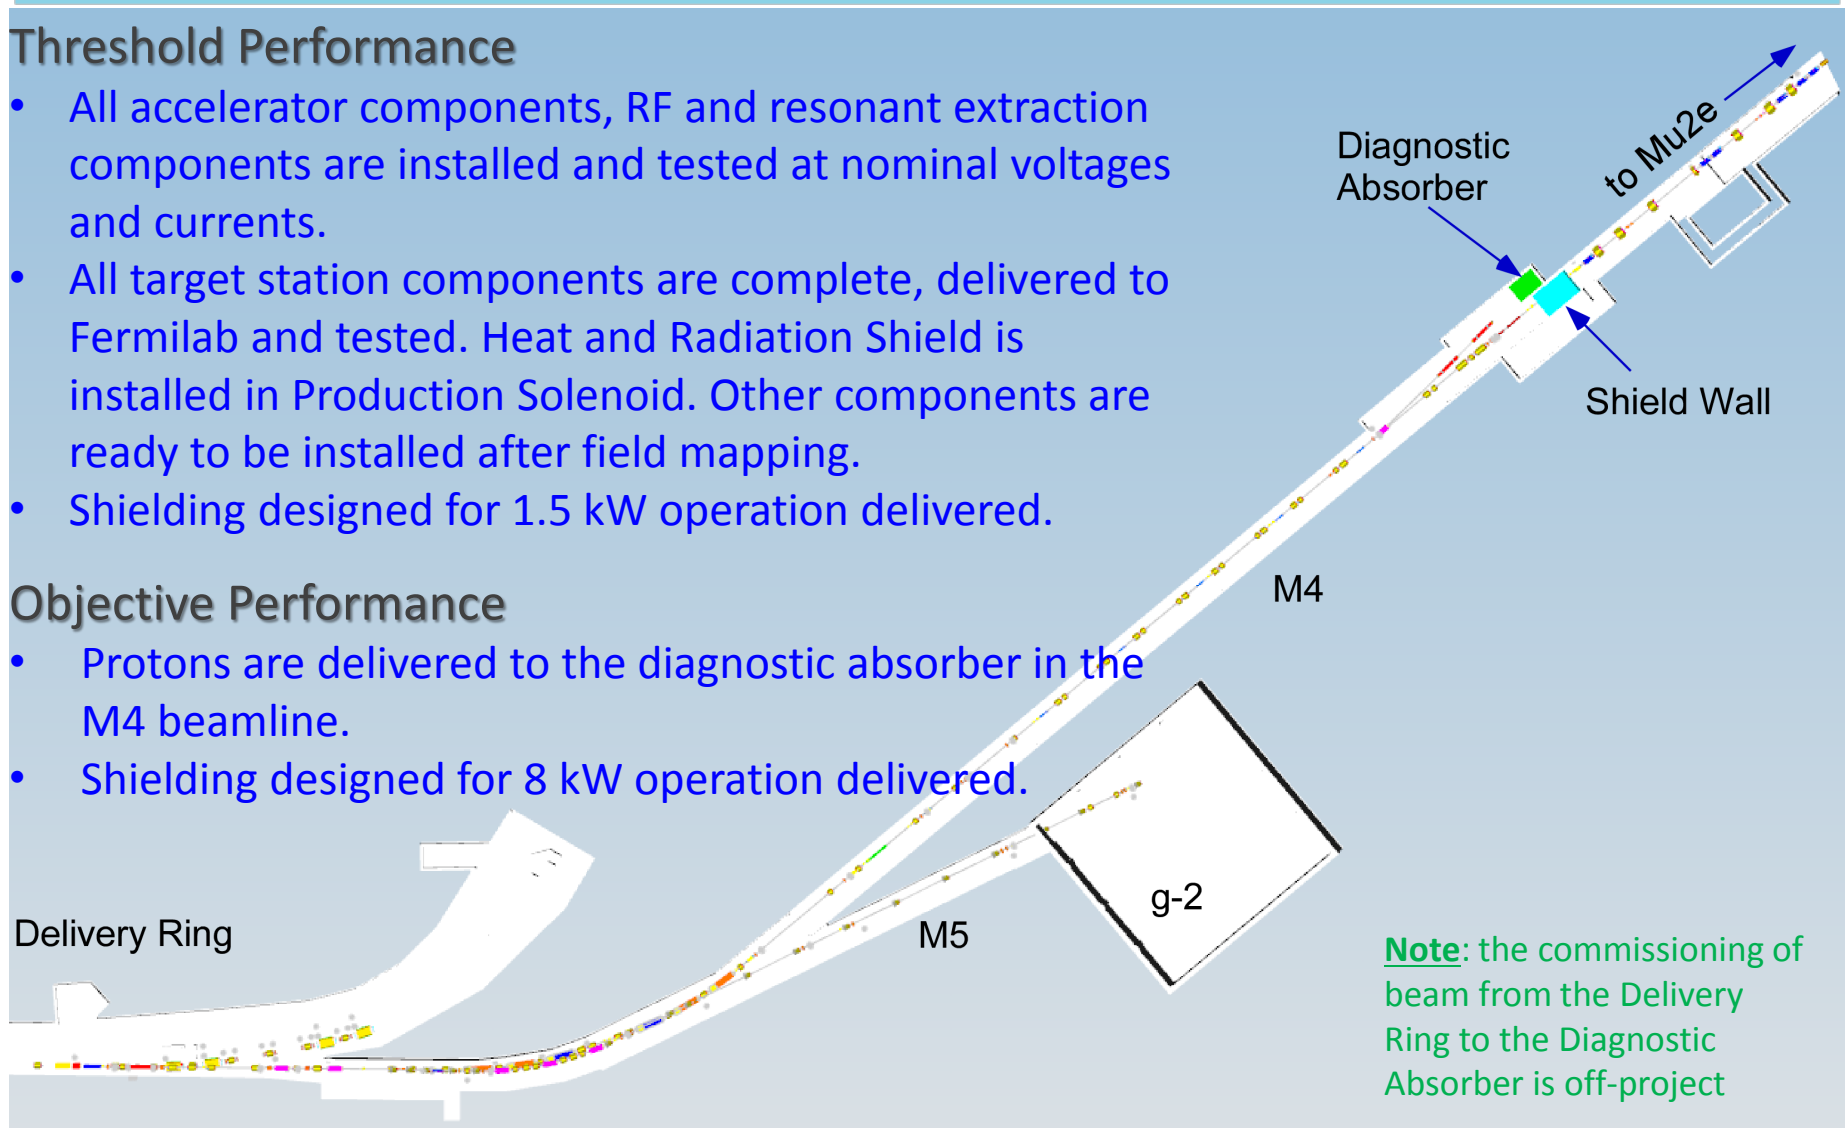 Threshold Performance
• All accelerator components, RF and resonant extraction
components are installed and tested at nominal voltages
and currents.
• All target station components are complete, delivered to
Fermilab and tested. Heat and Radiation Shield is
installed in Production Solenoid. Other components are
ready to be installed after field mapping.
• Shielding designed for 1.5 kW operation delivered.
Objective Performance
• Protons are delivered to the diagnostic absorber in the
M4 beamline.
• Shielding designed for 8 kW operation delivered.
Diagnostic
Absorber
to Mu2e
Shield Wall
M4
g-2
M5
Delivery Ring
Note: the commissioning of
beam from the Delivery
Ring to the Diagnostic
Absorber is off-project